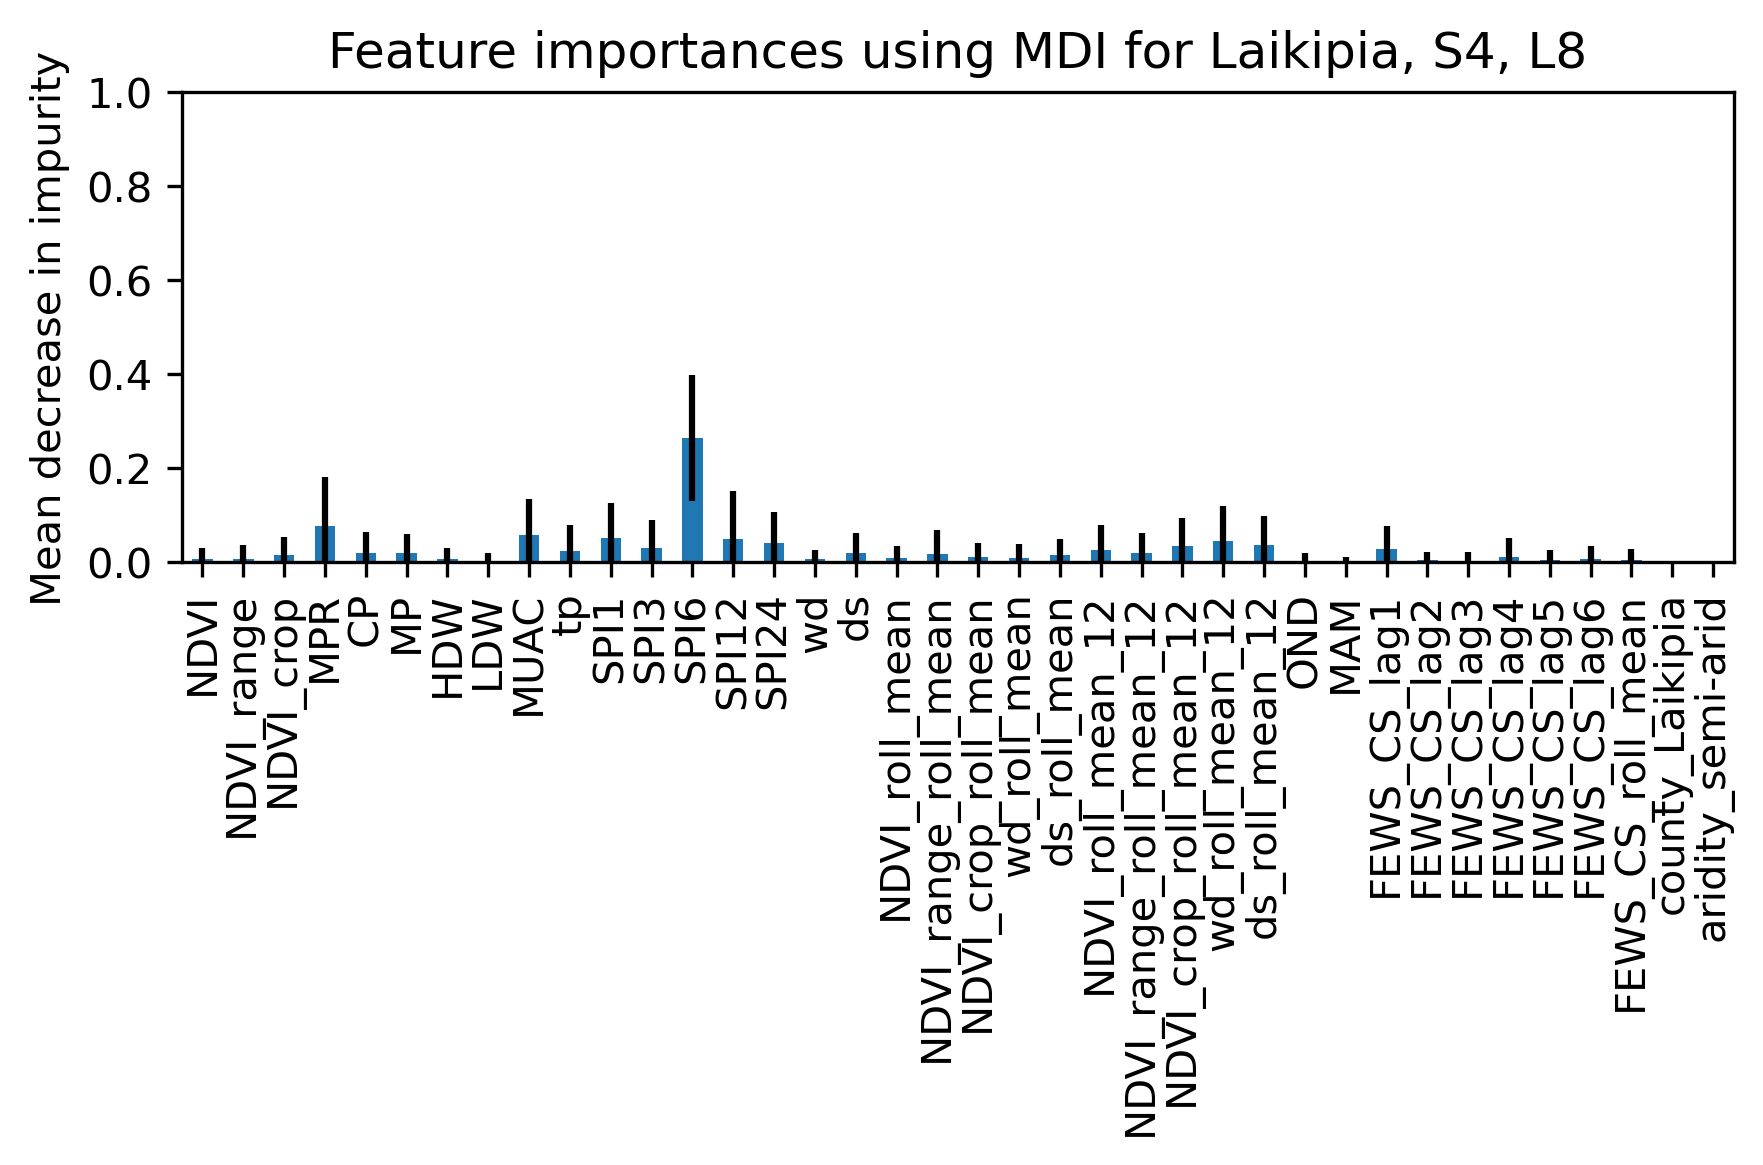 Feature importances using MDI for Laikipia, S4, L8
Mean decrease in impurity
1.0
0.8
0.6
0.4
0.2
0.0
NDVI
NDVI_range
NDVI_crop
MPR
CP
MP
HDW
LDW
MUAC
tp
SPI1
SPI3
SPI6
SPI12
SPI24
wd
ds
NDVI_roll_mean
NDVI_range_roll_mean
NDVI_crop_roll_mean
wd_roll_mean
ds_roll_mean
NDVI_roll_mean_12
NDVI_range_roll_mean_12
NDVI_crop_roll_mean_12
wd_roll_mean_12
ds_roll_mean_12
OND
MAM
FEWS_CS_lag1
FEWS_CS_lag2
FEWS_CS_lag3
FEWS_CS_lag4
FEWS_CS_lag5
FEWS_CS_lag6
FEWS_CS_roll_mean
county_Laikipia
aridity_semi-arid